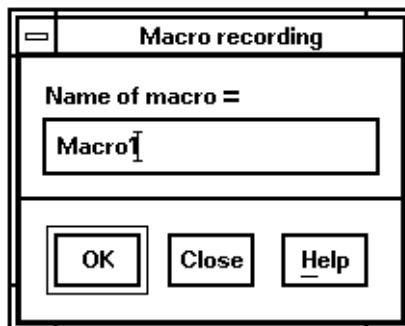 Macro recording
Name of macro =
Macro1
OK
Close
Help